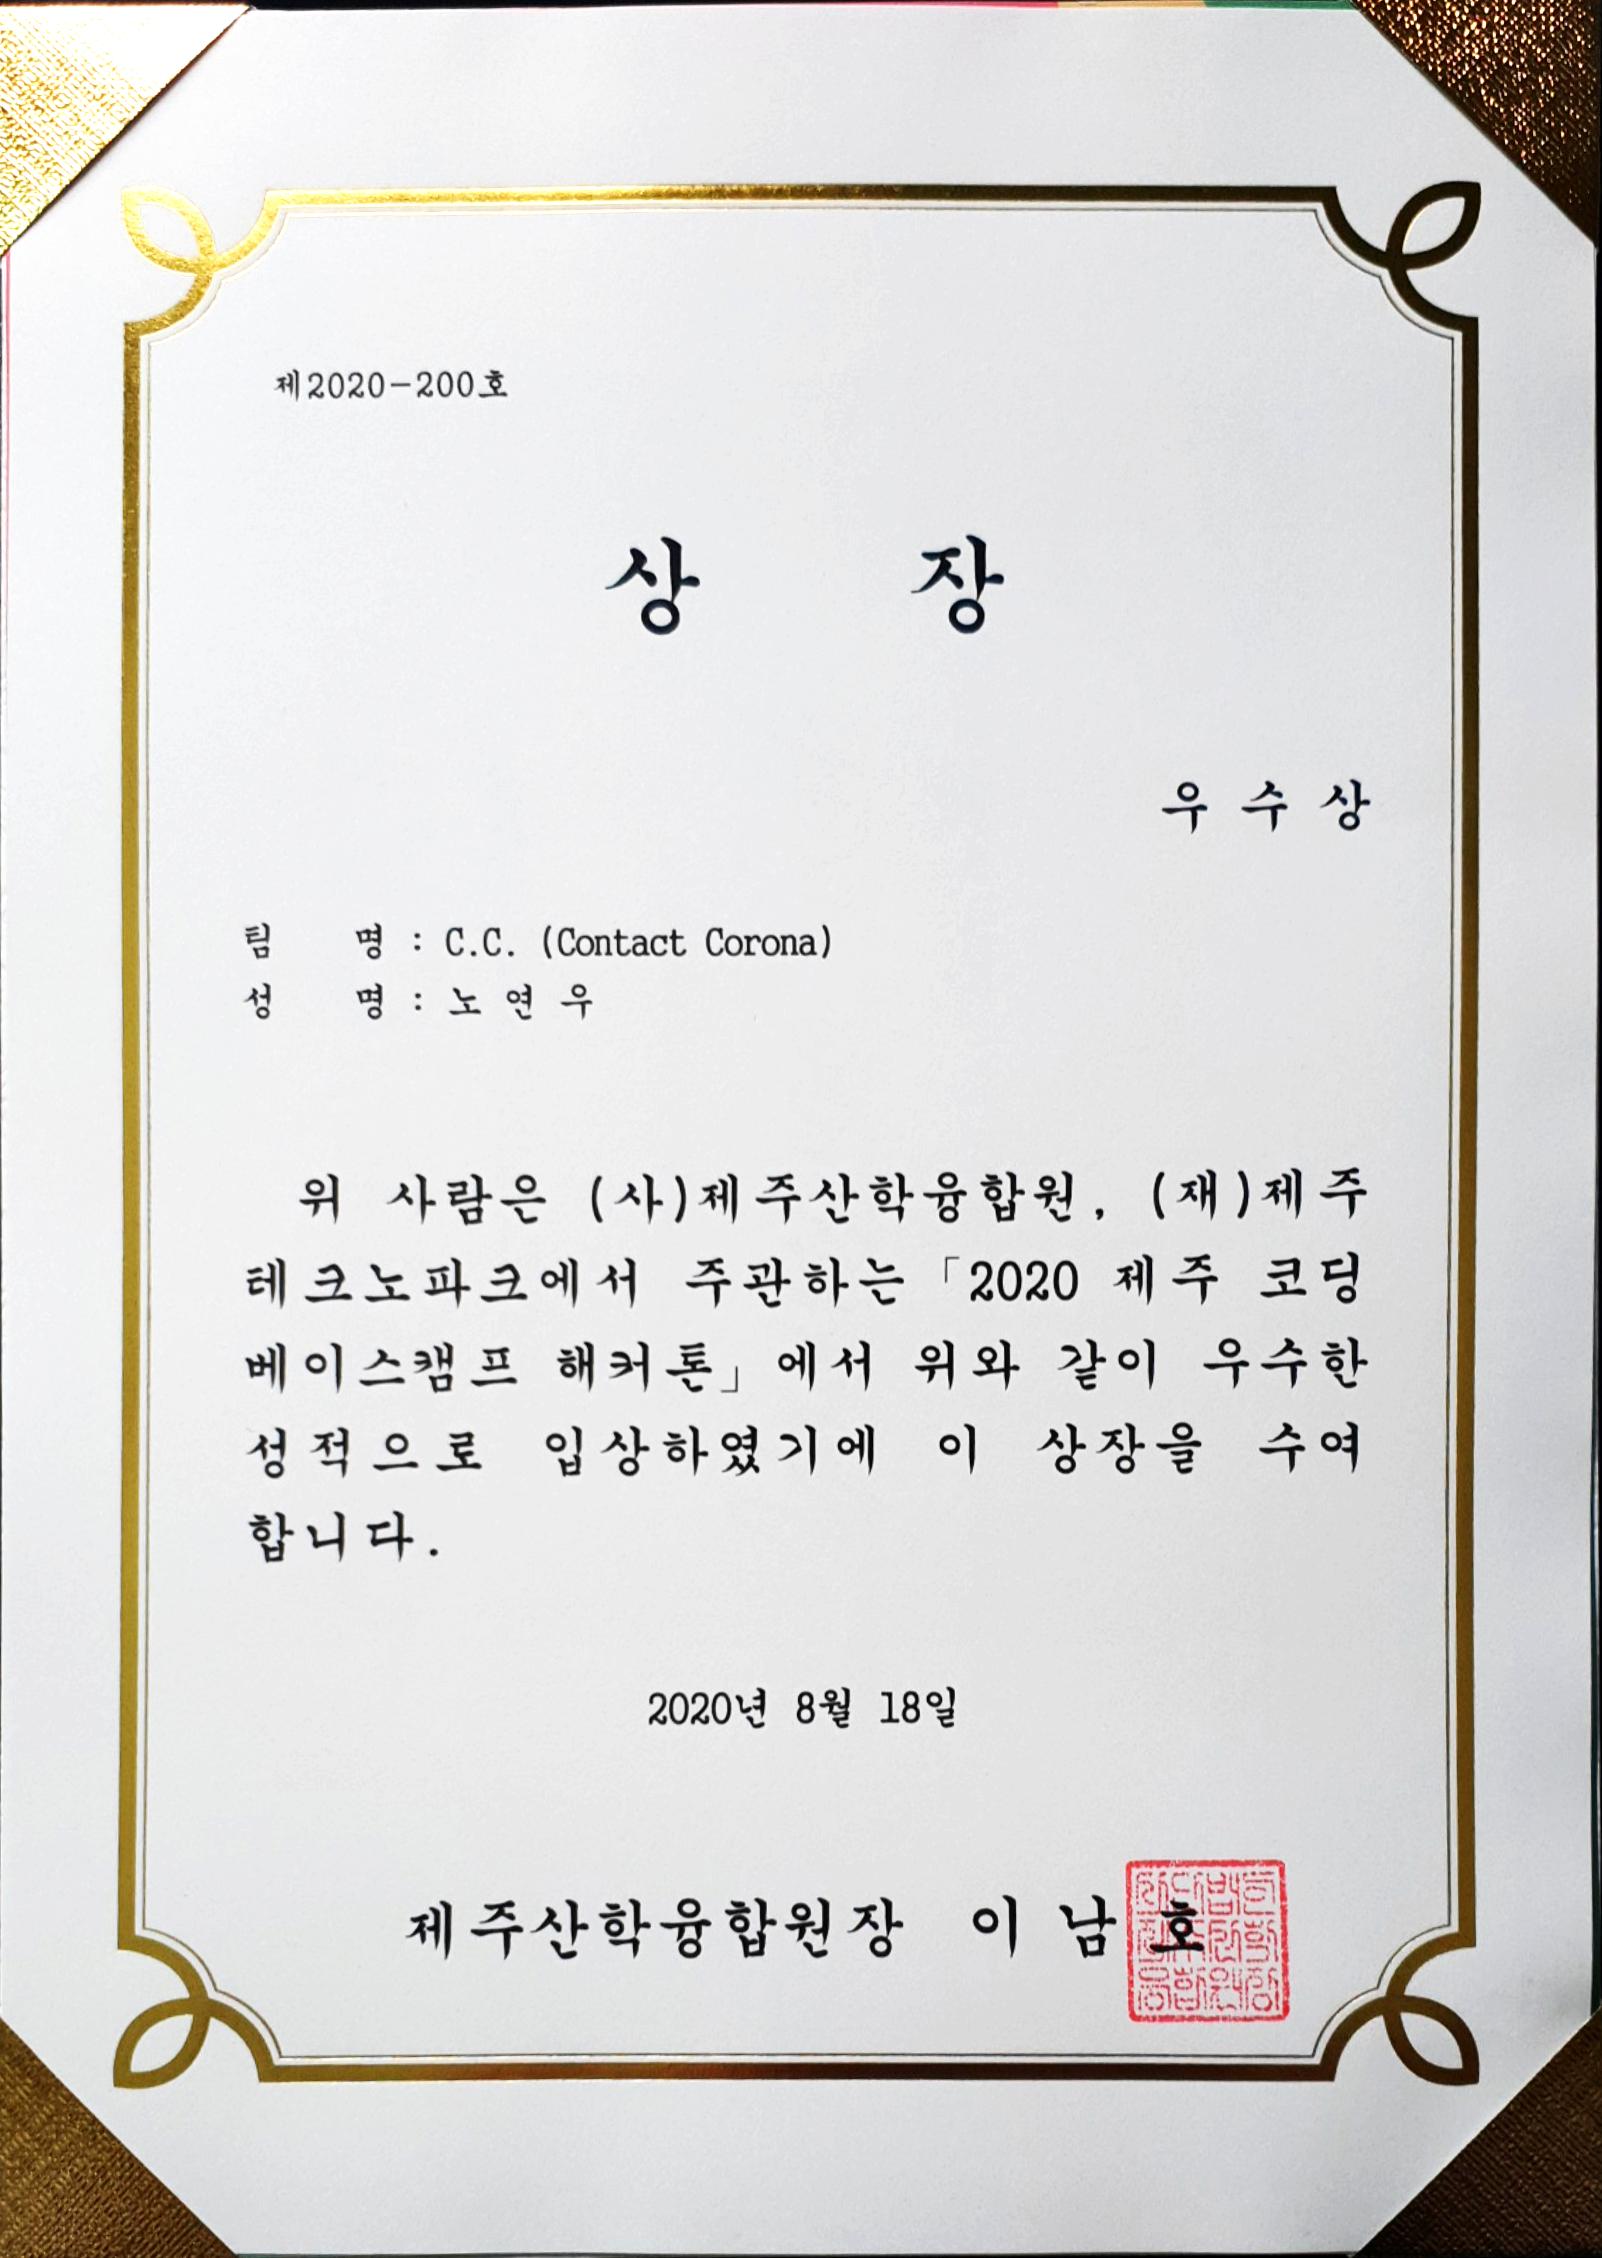 제2020-200호
상 장
우 수 상
팀 명 : C.C. (Contact Corona)
성 명 : 노 연 우
위 사람은 (사)제주산학융합원, (재)제주
테크노파크에서 주관하는 「2020 제주 코딩
베이스캠프 해커톤」에서 위와 같이 우수한
성적으로 입상하였기에 이 상장을 수여
합니다.
2020년 8월 18일
제주산학융합원장 이 남 호